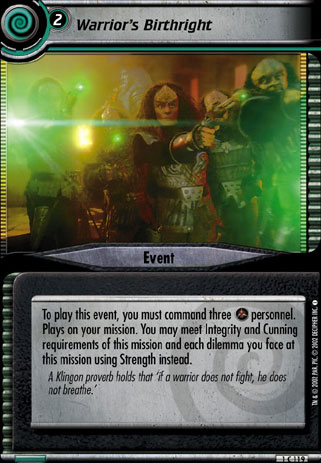 2 Warrior's Birthright
Event
To play this event, you must command three personnel.
Plays on your mission. You may meet Integrity and Cunning
requirements of this mission and each dilemma you face at
this mission using Strength instead.
A Klingon proverb holds that 'if a warrior does not fight, he does
not breathe.'
TM & © 2002 PAR. PIC. © 2002 DECIPHER INC.
1 C 119